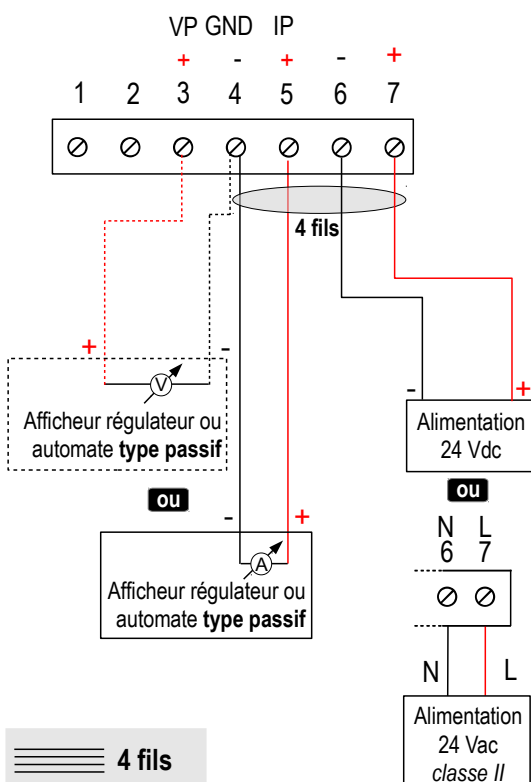 VP GND IP
+ - + - +
1 2 3 4 5 6 7
4 fils
+ -
V
Afficheur régulateur ou
automate type passif
ou
- +
A
Afficheur régulateur ou
automate type passif
- +
Alimentation
24 Vdc
ou
N L
6 7
N L
Alimentation
24 Vac
classe II
4 fils